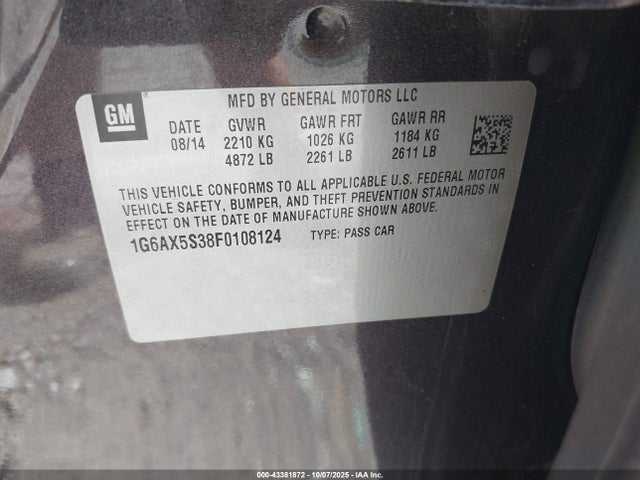 GM
MFD BY GENERAL MOTORS LLC
DATE GVWR GAWR FRT GAWR RR
08/14 2210 KG 1026 KG 1184 KG
4872 LB 2261 LB 2611 LB
THIS VEHICLE CONFORMS TO ALL APPLICABLE U.S. FEDERAL MOTOR
VEHICLE SAFETY, BUMPER, AND THEFT PREVENTION STANDARDS IN
EFFECT ON THE DATE OF MANUFACTURE SHOWN ABOVE.
1G6AX5S38F0108124 TYPE: PASS CAR
000-43381872 - 10/07/2025 - IAA Inc.